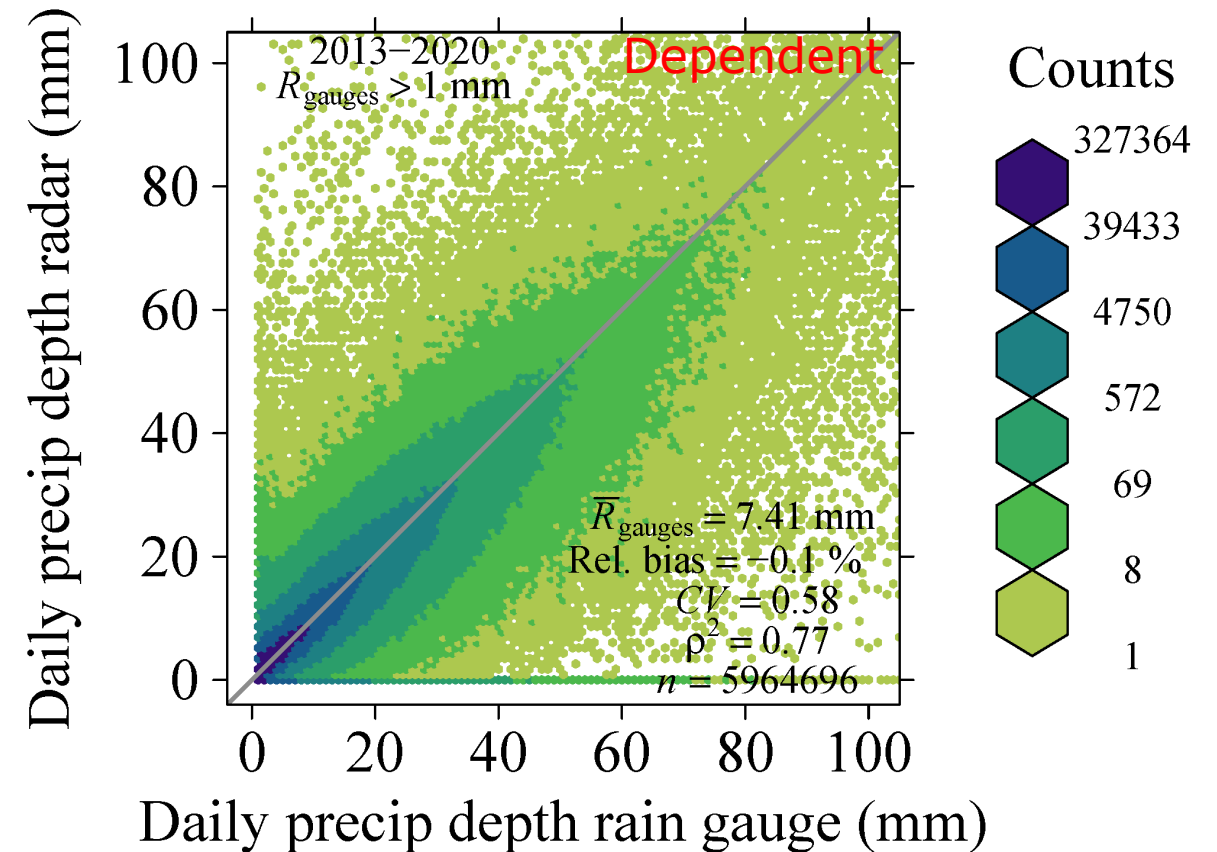 Dependent
2013−2020
Rgauges > 1 mm
Daily precip depth radar (mm)
100
80
60
40
20
0
R̅gauges = 7.41 mm
Rel. bias = −0.1 %
CV = 0.58
ρ² = 0.77
n = 5964696
0 20 40 60 80 100
Daily precip depth rain gauge (mm)
Counts
327364
39433
4750
572
69
8
1